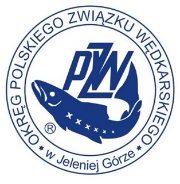 OKRĘG POLSKIEGO ZWIĄZKU WĘDKARSKIEGO
PZW
®
* w Jeleniej Górze *